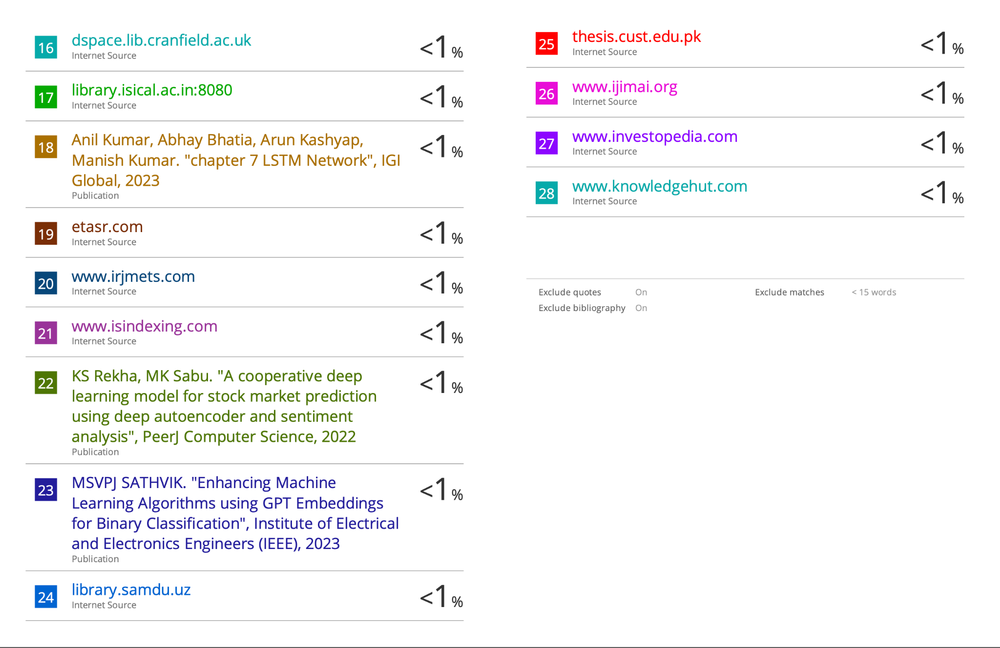 16
dspace.lib.cranfield.ac.uk
Internet Source
<1%
17
library.isical.ac.in:8080
Internet Source
<1%
18
Anil Kumar, Abhay Bhatia, Arun Kashyap,
Manish Kumar. "chapter 7 LSTM Network", IGI
Global, 2023
Publication
<1%
19
etasr.com
Internet Source
<1%
20
www.irjmets.com
Internet Source
<1%
21
www.isindexing.com
Internet Source
<1%
22
KS Rekha, MK Sabu. "A cooperative deep
learning model for stock market prediction
using deep autoencoder and sentiment
analysis", PeerJ Computer Science, 2022
Publication
<1%
23
MSVPJ SATHVIK. "Enhancing Machine
Learning Algorithms using GPT Embeddings
for Binary Classification", Institute of Electrical
and Electronics Engineers (IEEE), 2023
Publication
<1%
24
library.samdu.uz
Internet Source
<1%
25
thesis.cust.edu.pk
Internet Source
<1%
26
www.ijimai.org
Internet Source
<1%
27
www.investopedia.com
Internet Source
<1%
28
www.knowledgehut.com
Internet Source
<1%
Exclude quotes On Exclude matches < 15 words
Exclude bibliography On